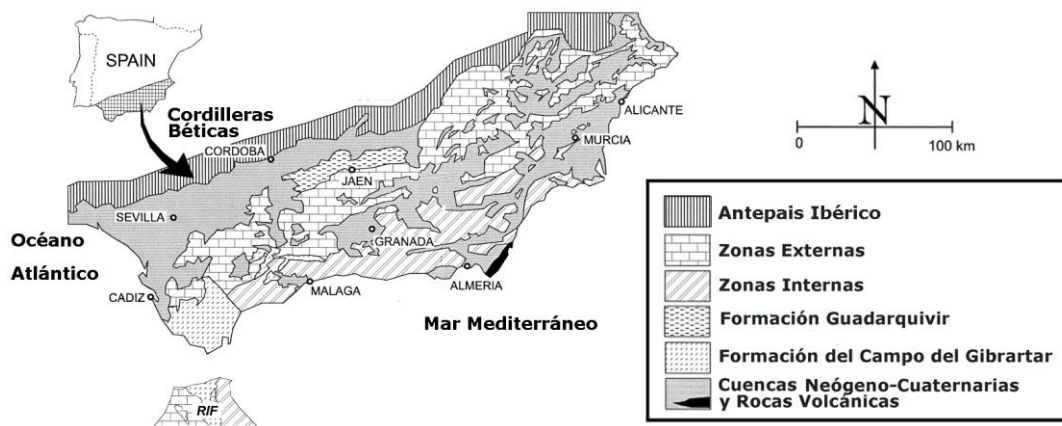 SPAIN
Cordilleras
Béticas
CORDOBA
JAEN
SEVILLA
GRANADA
Océano
Atlántico
CADIZ
MALAGA
ALMERIA
MURCIA
ALICANTE
Mar Mediterráneo
RIF
N
0
100 km
Antepais Ibérico
Zonas Externas
Zonas Internas
Formación Guadarquivir
Formación del Campo del Gibrartar
Cuencas Neógeno-Cuaternarias
y Rocas Volcánicas